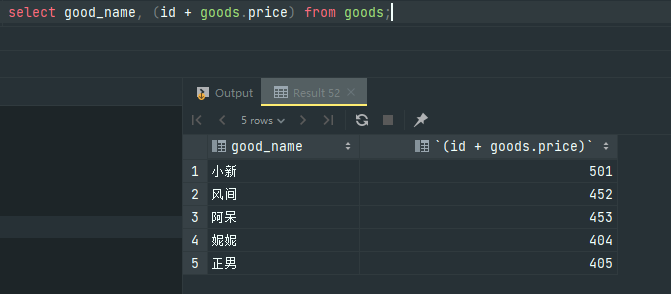 select good_name, (id + goods.price) from goods;
Output
Result 52
5 rows
good_name `(id + goods.price)`
1 小新 501
2 风间 452
3 阿呆 453
4 妮妮 404
5 正男 405